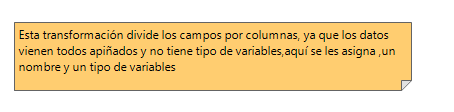 Esta transformación divide los campos por columnas, ya que los datos
vienen todos apiñados y no tiene tipo de variables,aquí se les asigna ,un
nombre y un tipo de variables